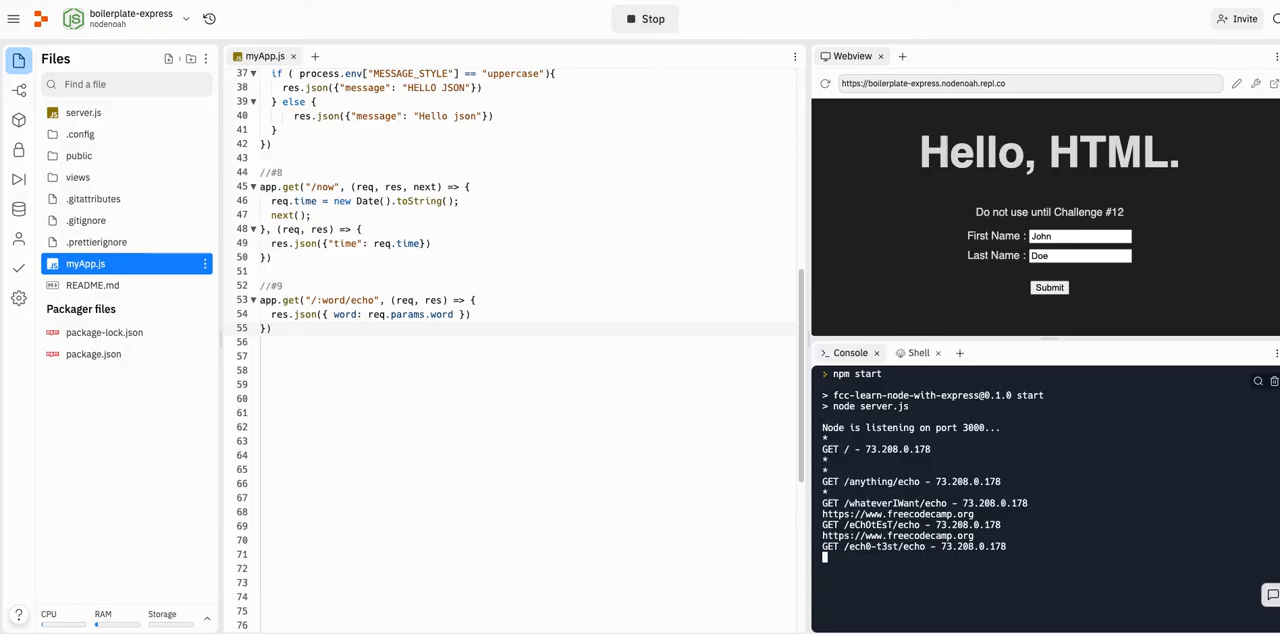 boilerplate-express
nodenoah
Stop
Invite
Files
Find a file
server.js
.config
public
views
.gitattributes
.gitignore
.prettierignore
myApp.js
README.md
Packager files
package-lock.json
package.json
CPU
RAM
Storage
myApp.js
37 if ( process.env["MESSAGE_STYLE"] == "uppercase"){
38 res.json({"message": "HELLO JSON"})
39 } else {
40 res.json({"message": "Hello json"})
41 }
42 })
43
44 //#8
45 app.get("/now", (req, res, next) => {
46 req.time = new Date().toString();
47 next();
48 }, (req, res) => {
49 res.json({"time": req.time})
50 })
51
52 //#9
53 app.get("/:word/echo", (req, res) => {
54 res.json({ word: req.params.word })
55 })
56
57
58
59
60
61
62
63
64
65
66
67
68
69
70
71
72
73
74
75
76
Webview
https://boilerplate-express.nodenoah.repl.co
Hello, HTML.
Do not use until Challenge #12
First Name : John
Last Name : Doe
Submit
Console
Shell
> npm start
> fcc-learn-node-with-express@0.1.0 start
> node server.js
Node is listening on port 3000...
*
GET / - 73.208.0.178
*
*
GET /anything/echo - 73.208.0.178
*
GET /whateverIWant/echo - 73.208.0.178
https://www.freecodecamp.org
GET /eChOtEsT/echo - 73.208.0.178
https://www.freecodecamp.org
GET /ech0-t3st/echo - 73.208.0.178